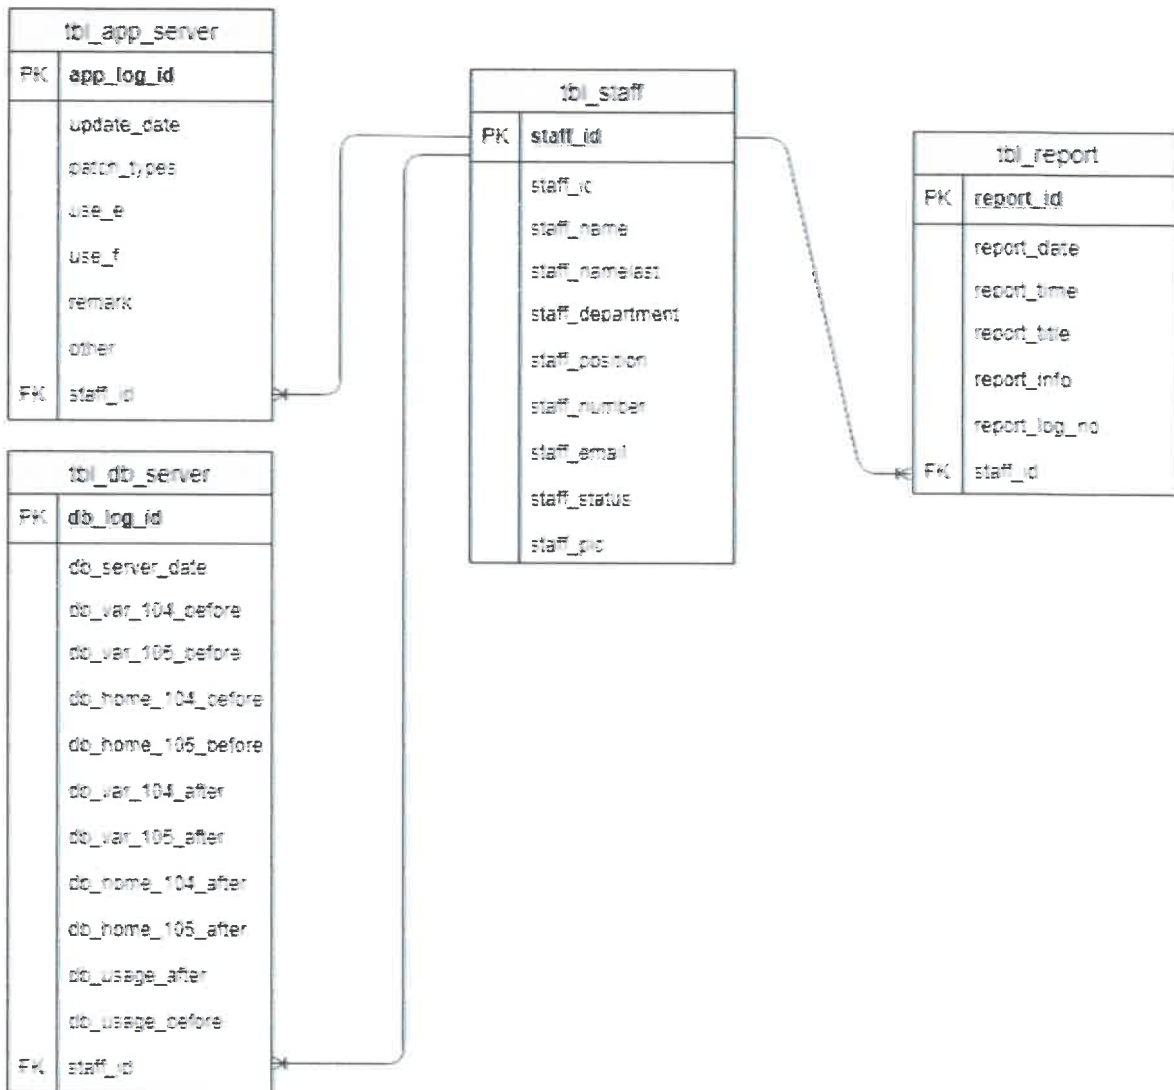 tbl_app_server
PK app_log_id
update_date
patch_types
use_e
use_f
remark
other
FK staff_id
tbl_db_server
PK db_log_id
db_server_date
db_var_104_before
db_var_105_before
db_home_104_before
db_home_105_before
db_var_104_after
db_var_105_after
db_home_104_after
db_home_105_after
db_usage_after
db_usage_before
FK staff_id
tbl_staff
PK staff_id
staff_ic
staff_name
staff_namelast
staff_department
staff_position
staff_number
staff_email
staff_status
staff_pic
tbl_report
PK report_id
report_date
report_time
report_title
report_info
report_log_no
FK staff_id